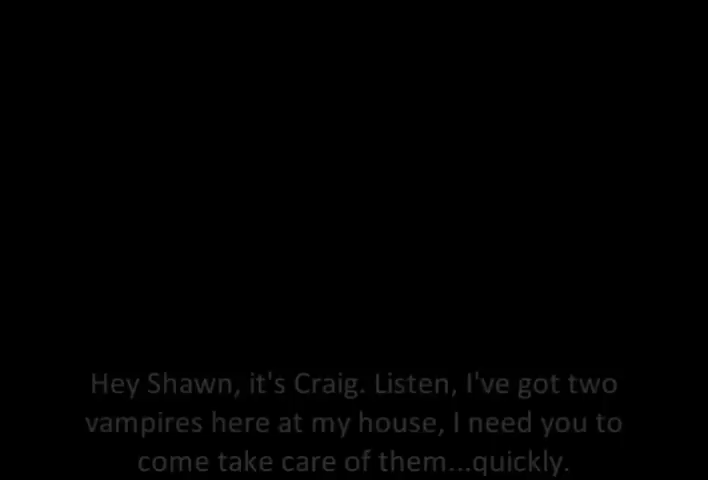 Hey Shawn, it's Craig. Listen, I've got two
vampires here at my house, I need you to
come take care of them...quickly.